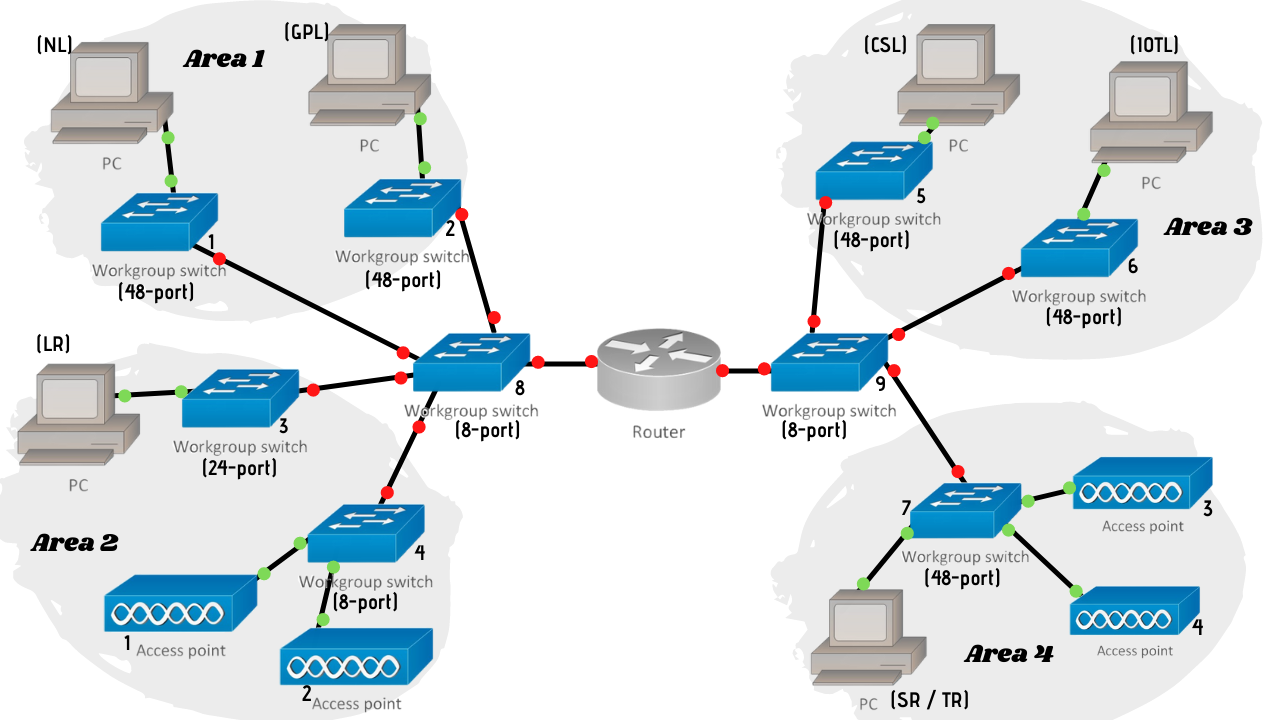 (NL)
Area 1
(GPL)
PC
PC
1
Workgroup switch
(48-port)
2
Workgroup switch
(48-port)
(CSL)
(IOTL)
PC
PC
5
Workgroup switch
(48-port)
Area 3
6
Workgroup switch
(48-port)
(LR)
PC
3
Workgroup switch
(24-port)
8
Workgroup switch
(8-port)
Router
9
Workgroup switch
(8-port)
Area 2
4
Workgroup switch
(8-port)
1
Access point
2
Access point
7
Workgroup switch
(48-port)
3
Access point
4
Access point
Area 4
PC
(SR / TR)